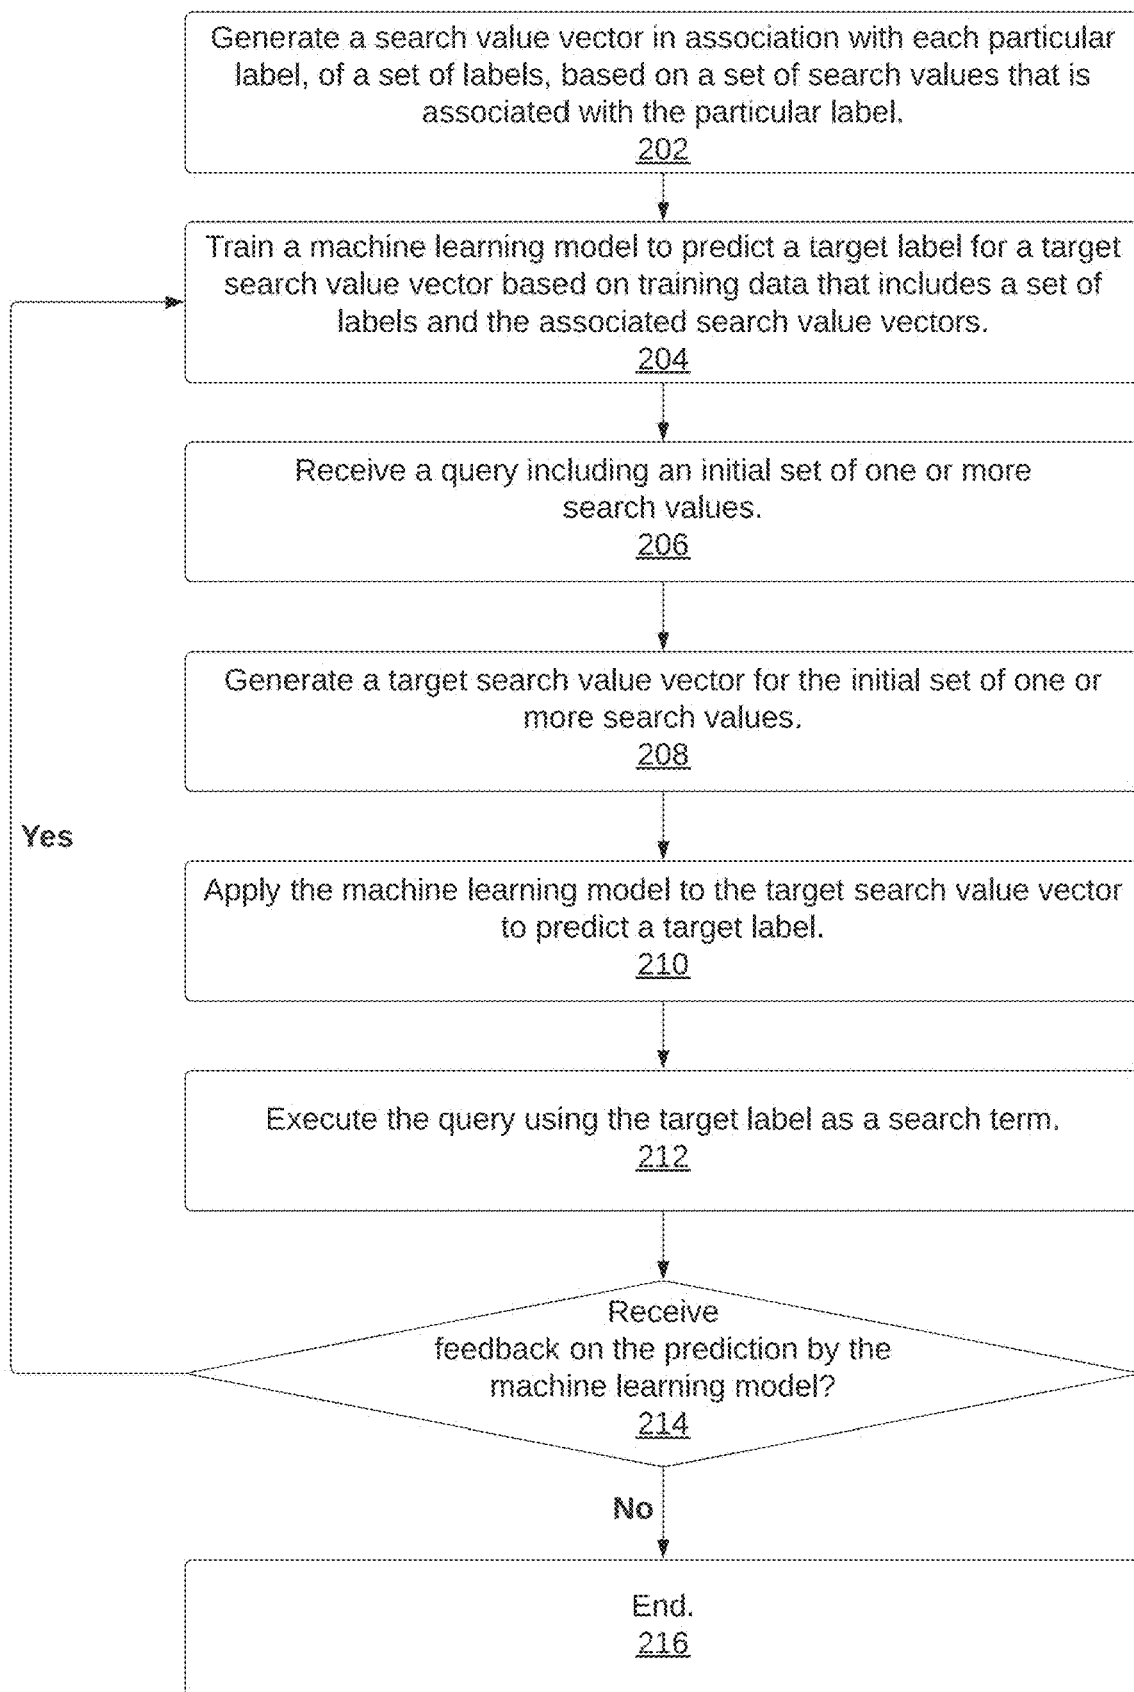 Generate a search value vector in association with each particular
label, of a set of labels, based on a set of search values that is
associated with the particular label.
202
Train a machine learning model to predict a target label for a target
search value vector based on training data that includes a set of
labels and the associated search value vectors.
204
Receive a query including an initial set of one or more
search values.
206
Generate a target search value vector for the initial set of one or
more search values.
208
Yes
Apply the machine learning model to the target search value vector
to predict a target label.
210
Execute the query using the target label as a search term.
212
Receive
feedback on the prediction by the
machine learning model?
214
No
End.
216